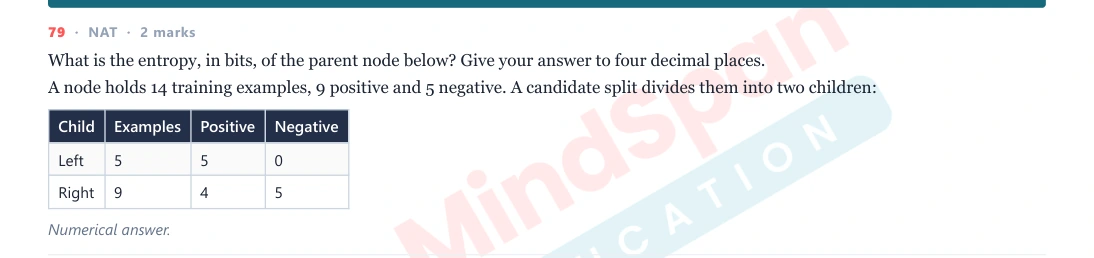 79 · NAT · 2 marks
What is the entropy, in bits, of the parent node below? Give your answer to four decimal places.
A node holds 14 training examples, 9 positive and 5 negative. A candidate split divides them into two children:
Child Examples Positive Negative
Left 5 5 0
Right 9 4 5
Numerical answer.
MindSpan
UCATION